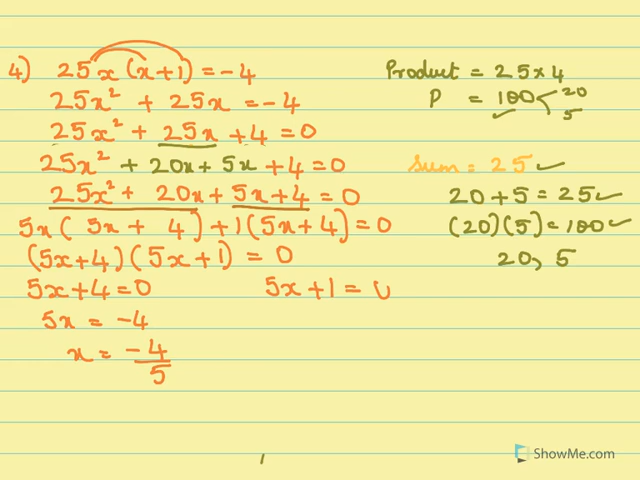 4) 25x(x+1) = -4
25x² + 25x = -4
25x² + 25x + 4 = 0
25x² + 20x + 5x + 4 = 0
25x² + 20x + 5x + 4 = 0
5x(5x + 4) + 1(5x + 4) = 0
(5x+4)(5x+1) = 0
5x+4 = 0 5x+1 = 0
5x = -4
x = -4/5
Product = 25×4
P = 100 < 20
5
Sum = 25 ✓
20 + 5 = 25 ✓
(20)(5) = 100 ✓
20, 5
ShowMe.com